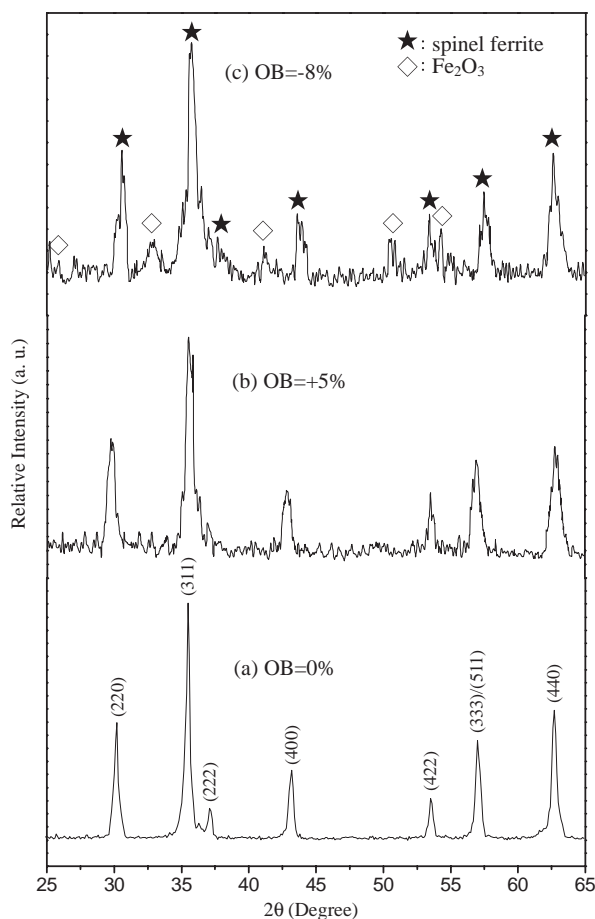 ★: spinel ferrite
◇: Fe₂O₃
(c) OB=-8%
(b) OB=+5%
(a) OB=0%
(220)
(311)
(222)
(400)
(422)
(333)/(511)
(440)
Relative Intensity (a. u.)
25 30 35 40 45 50 55 60 65
2θ (Degree)